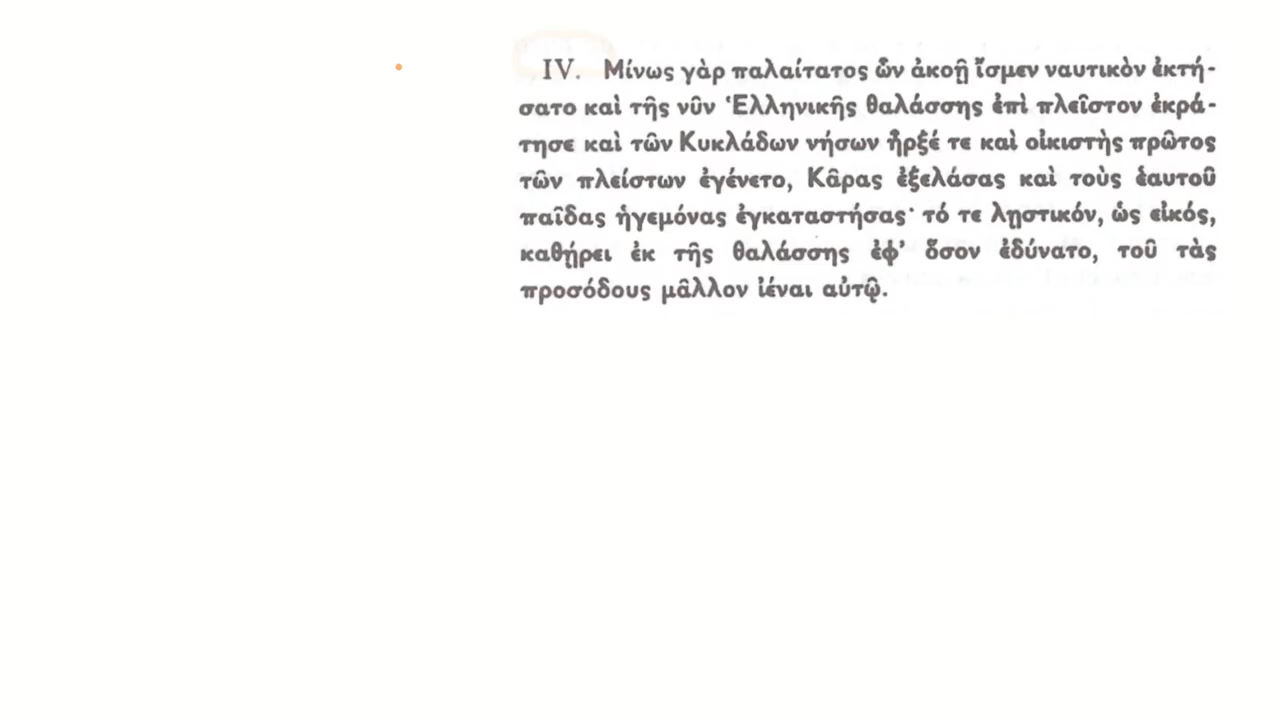 IV. Μίνως γὰρ παλαίτατος ὧν ἀκοῇ ἴσμεν ναυτικὸν ἐκτή-
σατο καὶ τῆς νῦν Ἑλληνικῆς θαλάσσης ἐπὶ πλεῖστον ἐκρά-
τησε καὶ τῶν Κυκλάδων νήσων ἦρξέ τε καὶ οἰκιστὴς πρῶτος
τῶν πλείστων ἐγένετο, Κᾶρας ἐξελάσας καὶ τοὺς ἑαυτοῦ
παῖδας ἡγεμόνας ἐγκαταστήσας· τό τε λῃστικόν, ὡς εἰκός,
καθῄρει ἐκ τῆς θαλάσσης ἐφ’ ὅσον ἐδύνατο, τοῦ τὰς
προσόδους μᾶλλον ἰέναι αὐτῷ.